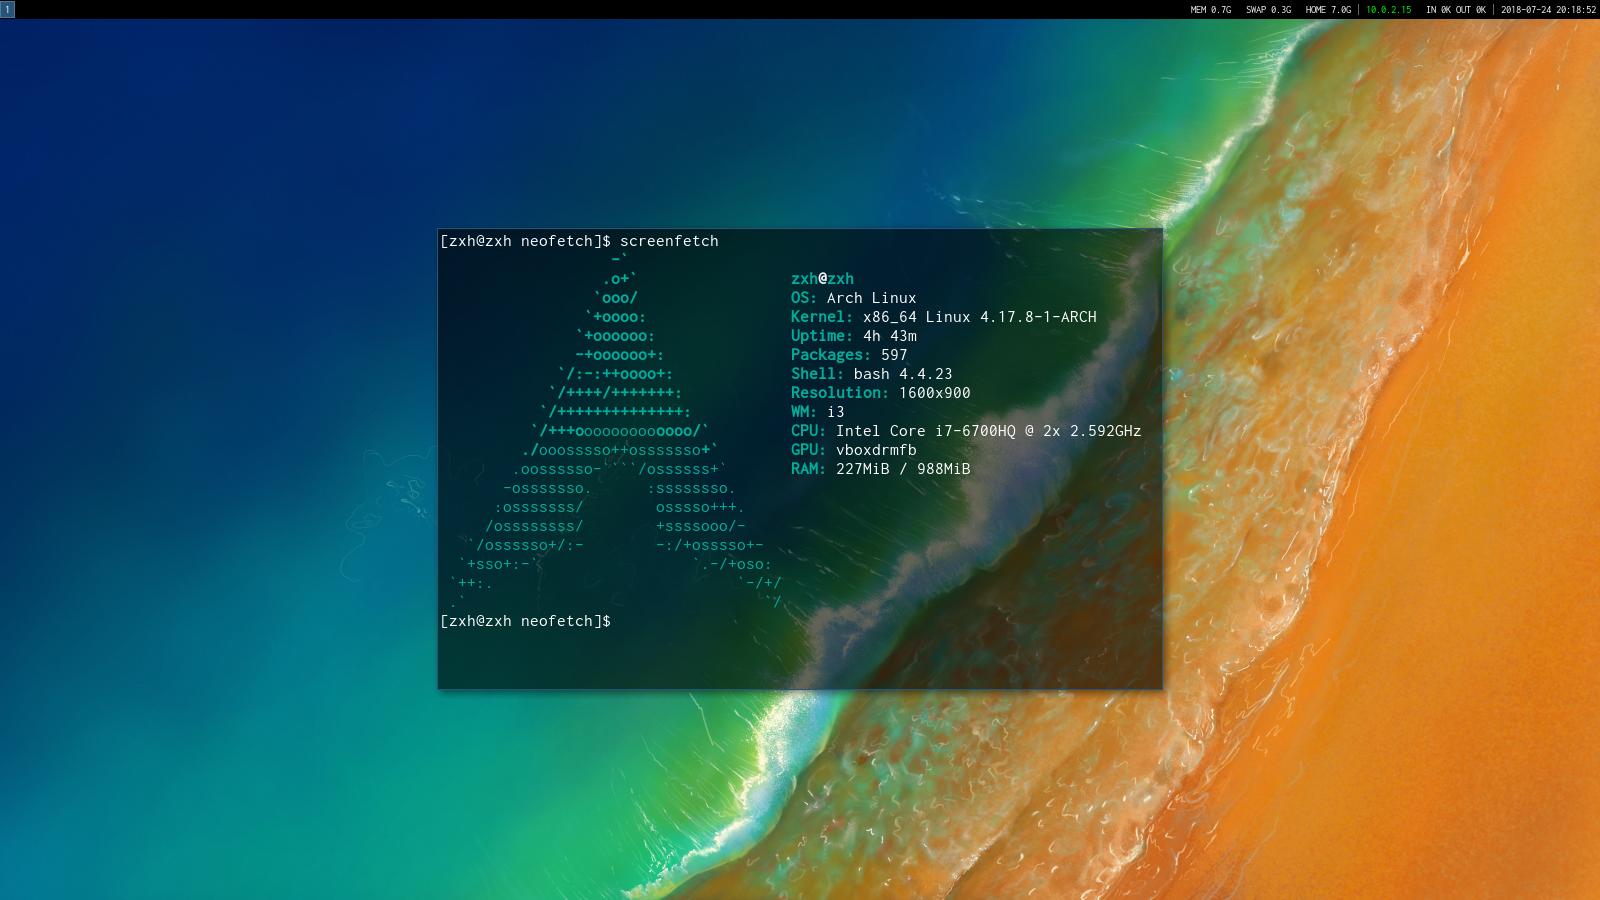 1
MEM 0.7G SWAP 0.3G HOME 7.0G | 10.0.2.15 IN 0K OUT 0K | 2018-07-24 20:18:52
[zxh@zxh neofetch]$ screenfetch
-`
.o+` zxh@zxh
`ooo/ OS: Arch Linux
`+oooo: Kernel: x86_64 Linux 4.17.8-1-ARCH
`+oooooo: Uptime: 4h 43m
-+oooooo+: Packages: 597
`/:-:++oooo+: Shell: bash 4.4.23
`/++++/+++++++: Resolution: 1600x900
`/++++++++++++++: WM: i3
`/+++ooooooooooooo/` CPU: Intel Core i7-6700HQ @ 2x 2.592GHz
./ooosssso++osssssso+` GPU: vboxdrmfb
.oossssso-````/ossssss+` RAM: 227MiB / 988MiB
-osssssso. :ssssssso.
:osssssss/ osssso+++.
/ossssssss/ +ssssooo/-
`/ossssso+/:- -:/+osssso+-
`+sso+:-` `.-/+oso:
`++:. `-/+/
.` `/
[zxh@zxh neofetch]$